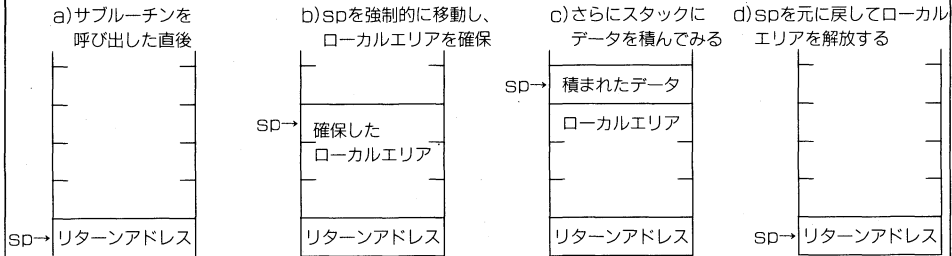 a)サブルーチンを
呼び出した直後
sp→
リターンアドレス
b)spを強制的に移動し、
ローカルエリアを確保
sp→
確保した
ローカルエリア
リターンアドレス
c)さらにスタックに
データを積んでみる
sp→
積まれたデータ
ローカルエリア
リターンアドレス
d)spを元に戻してローカル
エリアを解放する
sp→
リターンアドレス